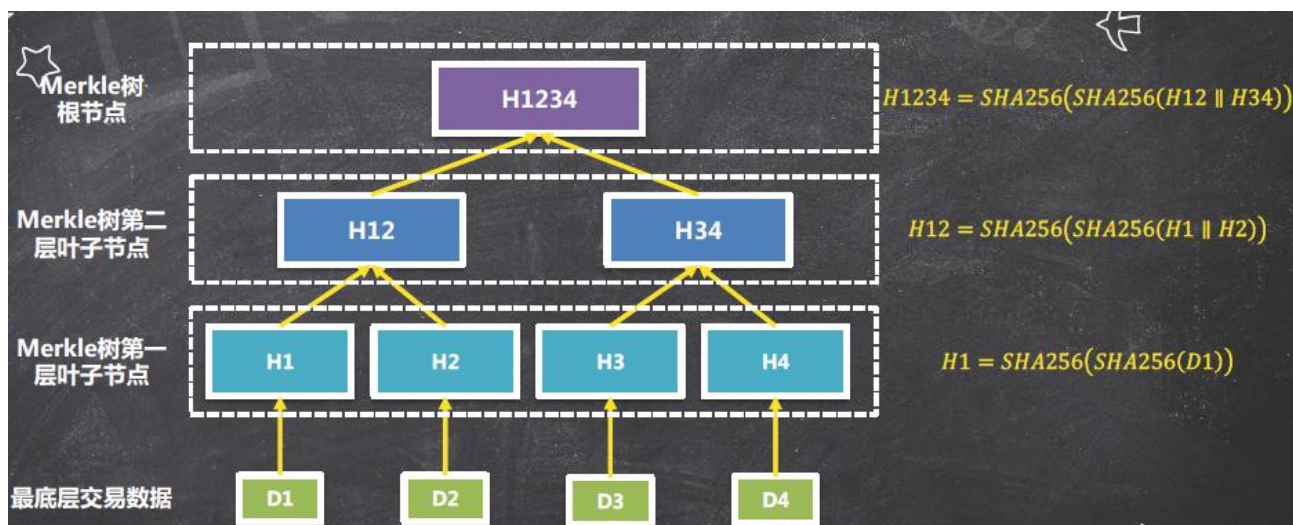 Merkle树
根节点
H1234
H1234 = SHA256(SHA256(H12 ∥ H34))
Merkle树第二
层叶子节点
H12
H34
H12 = SHA256(SHA256(H1 ∥ H2))
Merkle树第一
层叶子节点
H1
H2
H3
H4
H1 = SHA256(SHA256(D1))
最底层交易数据
D1
D2
D3
D4